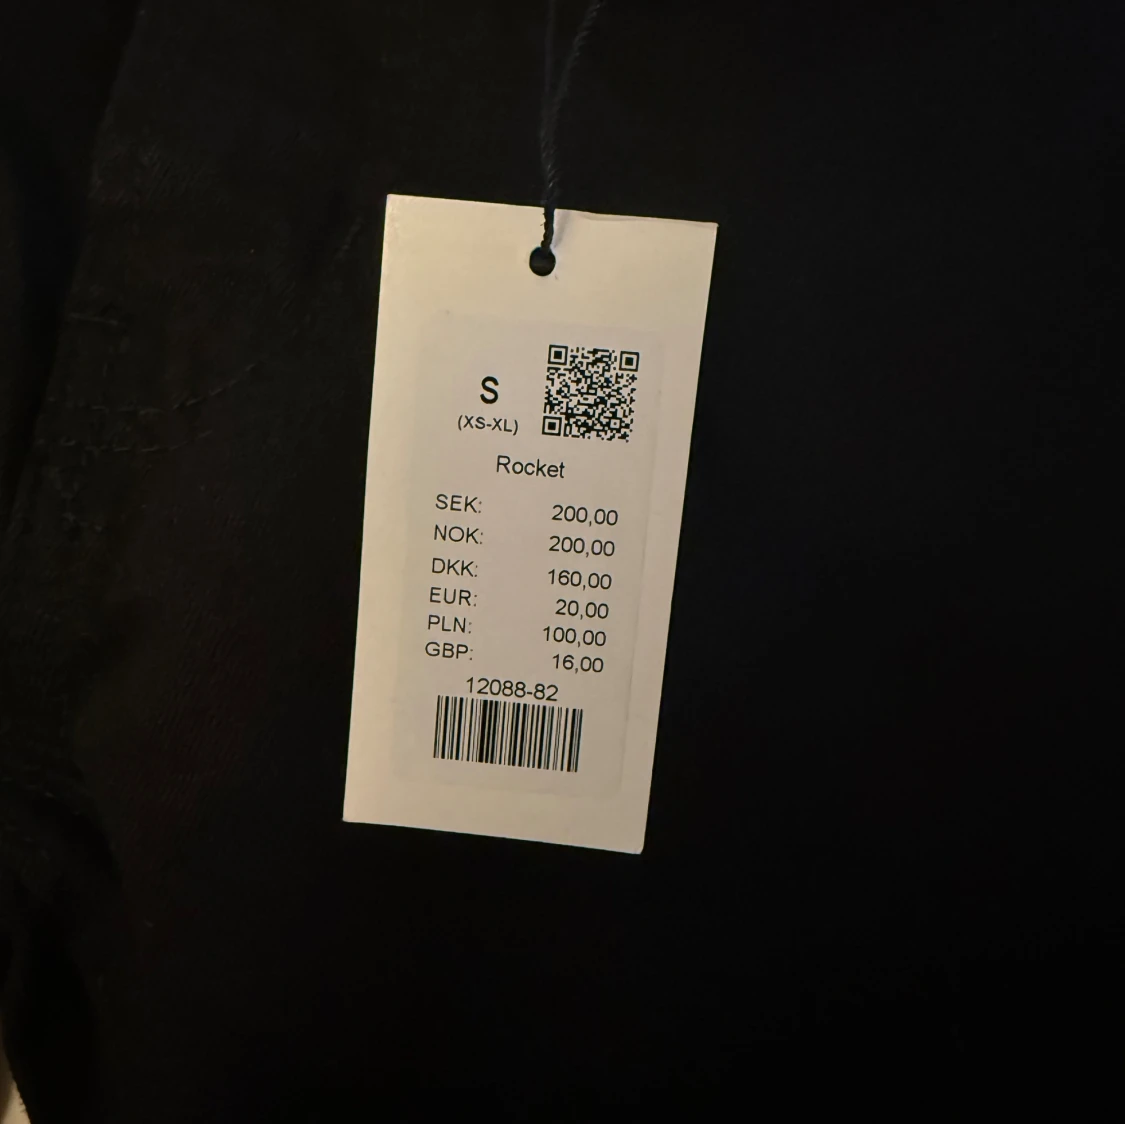 S
(XS-XL)
Rocket
SEK: 200,00
NOK: 200,00
DKK: 160,00
EUR: 20,00
PLN: 100,00
GBP: 16,00
12088-82